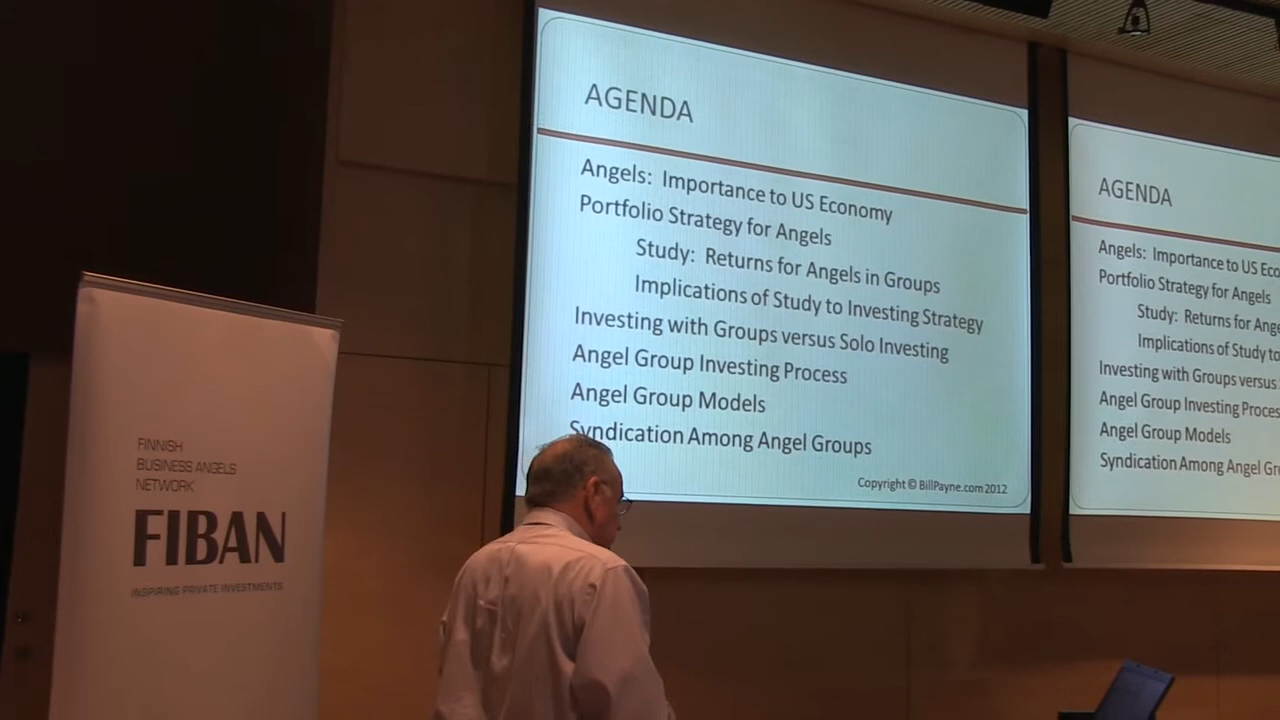 FINNISH
BUSINESS ANGELS
NETWORK
FIBAN
INSPIRING PRIVATE INVESTMENTS
AGENDA
Angels: Importance to US Economy
Portfolio Strategy for Angels
Study: Returns for Angels in Groups
Implications of Study to Investing Strategy
Investing with Groups versus Solo Investing
Angel Group Investing Process
Angel Group Models
Syndication Among Angel Groups
Copyright © BillPayne.com 2012
AGENDA
Angels: Importance to US Eco
Portfolio Strategy for Angels
Study: Returns for Ang
Implications of Study to
Investing with Groups versus
Angel Group Investing Proces
Angel Group Models
Syndication Among Angel Gr